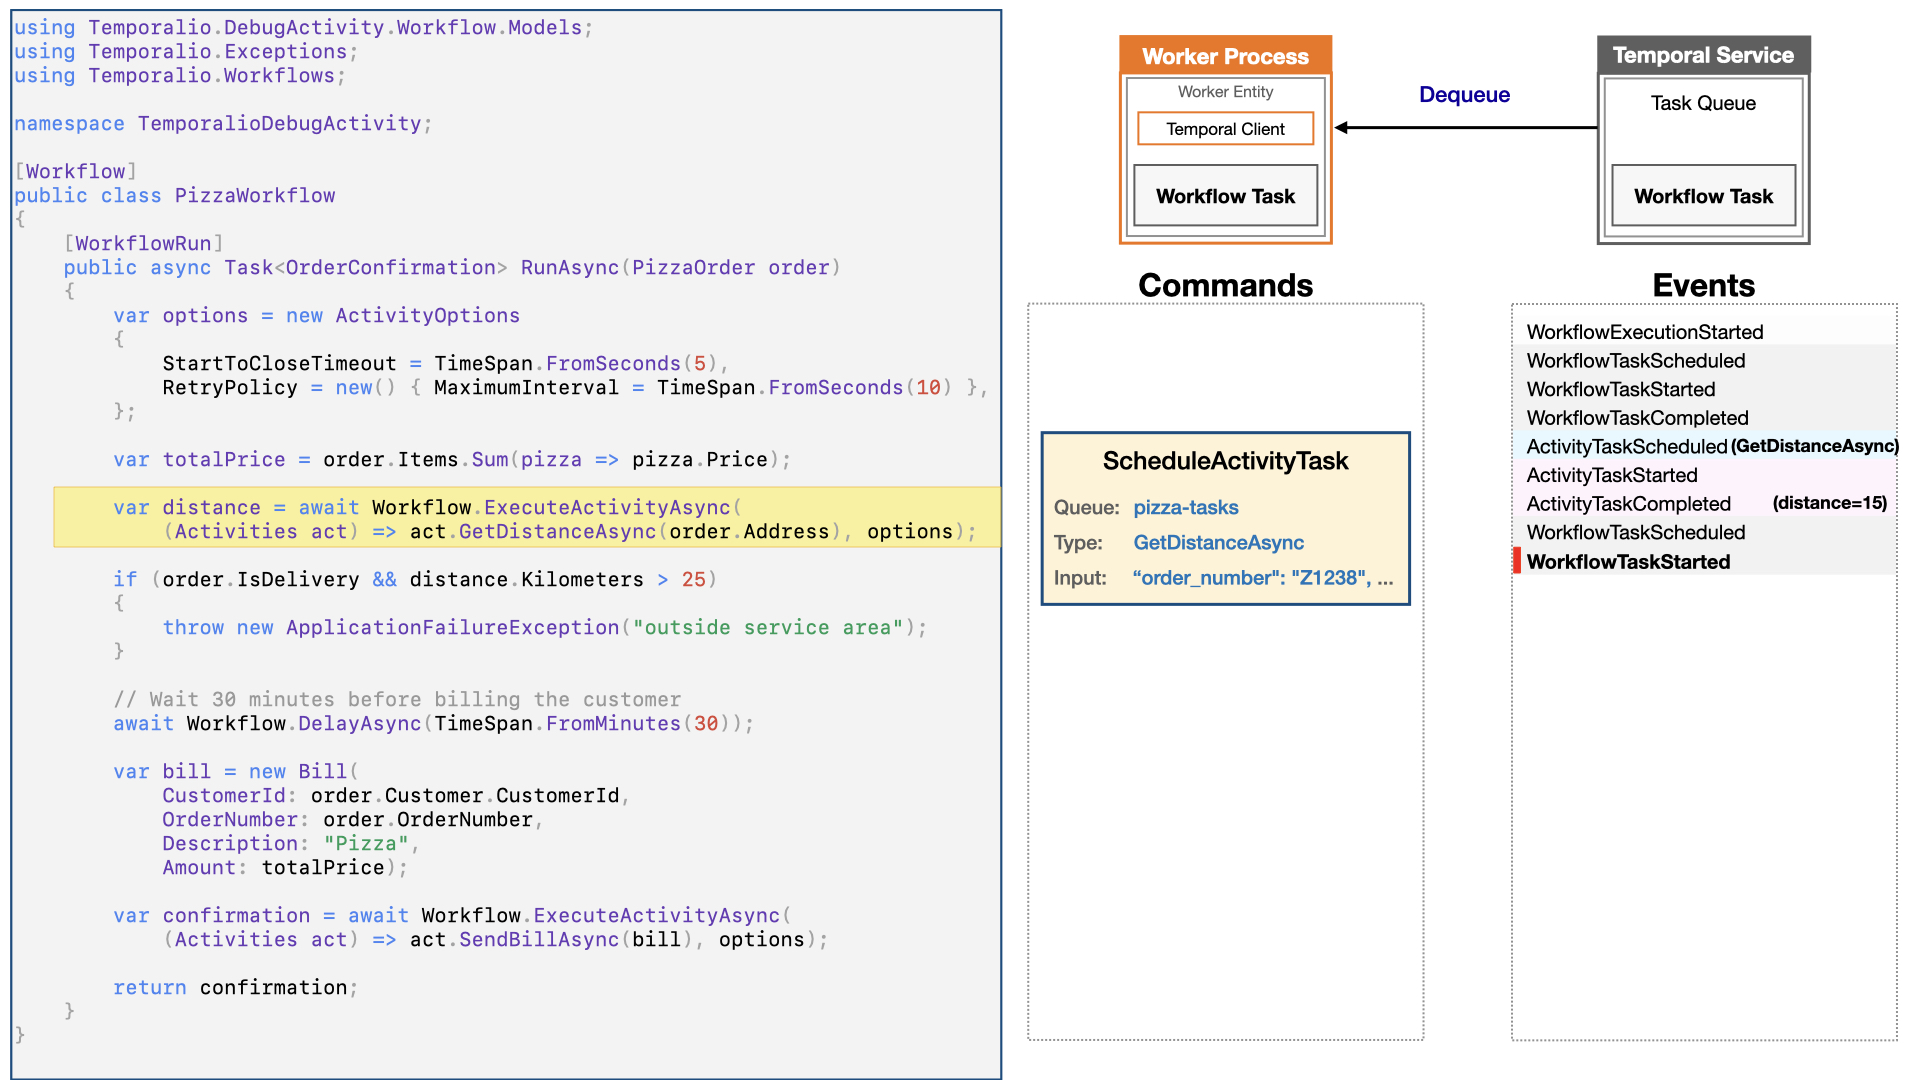 using Temporalio.DebugActivity.Workflow.Models;
using Temporalio.Exceptions;
using Temporalio.Workflows;
namespace TemporalioDebugActivity;
[Workflow]
public class PizzaWorkflow
{
[WorkflowRun]
public async Task<OrderConfirmation> RunAsync(PizzaOrder order)
{
var options = new ActivityOptions
{
StartToCloseTimeout = TimeSpan.FromSeconds(5),
RetryPolicy = new() { MaximumInterval = TimeSpan.FromSeconds(10) },
};
var totalPrice = order.Items.Sum(pizza => pizza.Price);
var distance = await Workflow.ExecuteActivityAsync(
(Activities act) => act.GetDistanceAsync(order.Address), options);
if (order.IsDelivery && distance.Kilometers > 25)
{
throw new ApplicationFailureException("outside service area");
}
// Wait 30 minutes before billing the customer
await Workflow.DelayAsync(TimeSpan.FromMinutes(30));
var bill = new Bill(
CustomerId: order.Customer.CustomerId,
OrderNumber: order.OrderNumber,
Description: "Pizza",
Amount: totalPrice);
var confirmation = await Workflow.ExecuteActivityAsync(
(Activities act) => act.SendBillAsync(bill), options);
return confirmation;
}
}
Worker Process
Worker Entity
Temporal Client
Workflow Task
Dequeue
Temporal Service
Task Queue
Workflow Task
Commands
ScheduleActivityTask
Queue: pizza-tasks
Type: GetDistanceAsync
Input: “order_number": "Z1238", ...
Events
WorkflowExecutionStarted
WorkflowTaskScheduled
WorkflowTaskStarted
WorkflowTaskCompleted
ActivityTaskScheduled (GetDistanceAsync)
ActivityTaskStarted
ActivityTaskCompleted (distance=15)
WorkflowTaskScheduled
WorkflowTaskStarted